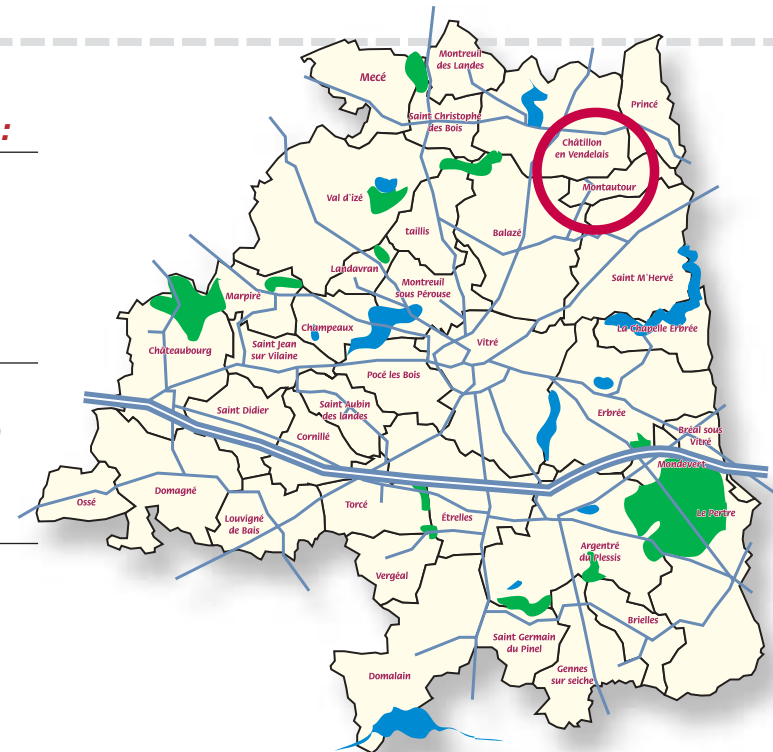 :
Mecé
Montreuil
des Landes
Princé
Saint Christophe
des Bois
Châtillon
en Vendelais
Montautour
Val d'izé
taillis
Balazé
Landavran
Saint M'Hervé
Montreuil
sous Pérouse
Marpiré
Champeaux
La Chapelle Erbrée
Châteaubourg
Saint Jean
sur Vilaine
Vitré
Pocé les Bois
Saint Didier
Saint Aubin
des landes
Erbrée
Cornillé
Bréal sous
Vitré
Mondevert
Ossé
Domagné
Torcé
Étrelles
Le Pertre
Louvigné
de Bais
Argentré
du Plessis
Vergéal
Brielles
Saint Germain
du Pinel
Domalain
Gennes
sur seiche